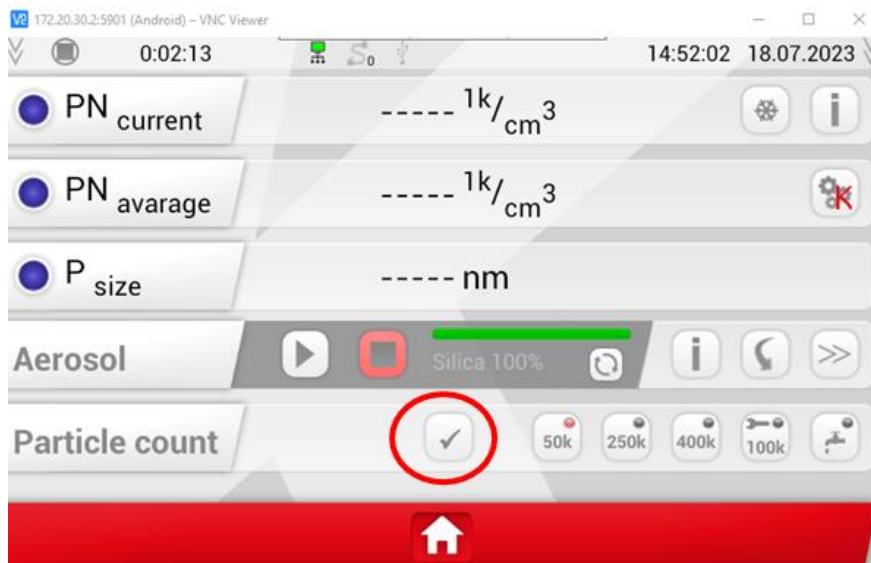 172.20.30.2:5901 (Android) – VNC Viewer
0:02:13 0 14:52:02 18.07.2023
PN current ----- 1k/cm3 i
PN avarage ----- 1k/cm3 K
P size ----- nm
Aerosol Silica 100% i >>
Particle count ✓ 50k 250k 400k 100k